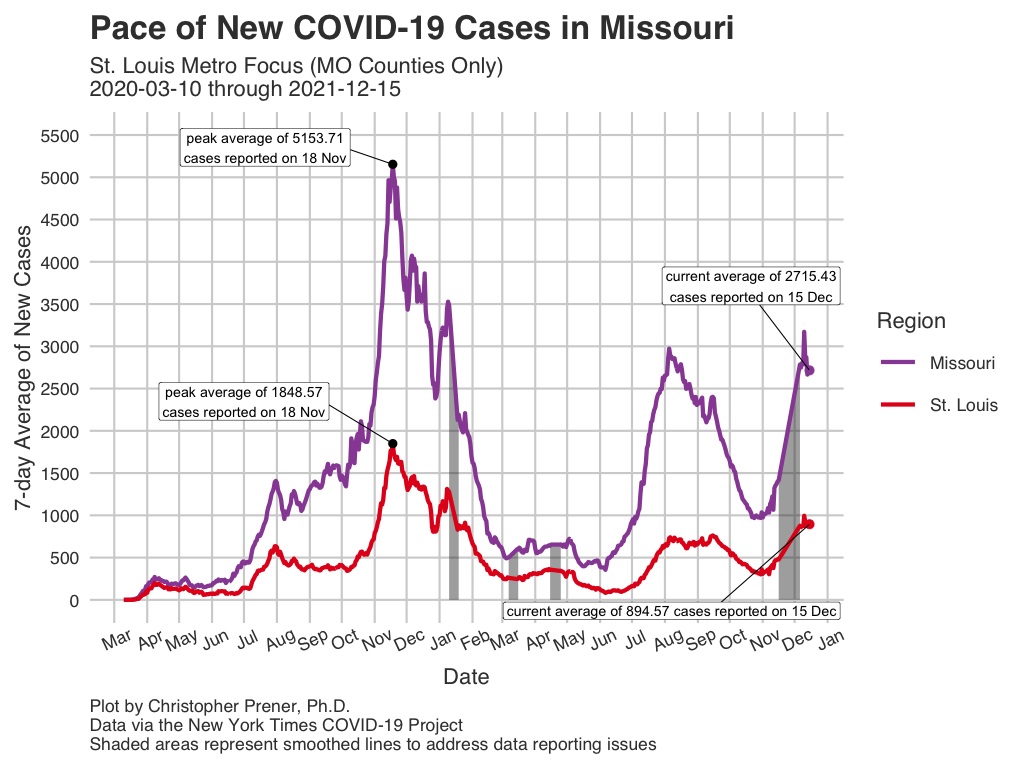 Pace of New COVID-19 Cases in Missouri
St. Louis Metro Focus (MO Counties Only)
2020-03-10 through 2021-12-15
peak average of 5153.71
cases reported on 18 Nov
current average of 2715.43
cases reported on 15 Dec
peak average of 1848.57
cases reported on 18 Nov
current average of 894.57 cases reported on 15 Dec
7-day Average of New Cases
5500
5000
4500
4000
3500
3000
2500
2000
1500
1000
500
0
Mar Apr May Jun Jul Aug Sep Oct Nov Dec Jan Feb Mar Apr May Jun Jul Aug Sep Oct Nov Dec Jan
Date
Region
Missouri
St. Louis
Plot by Christopher Prener, Ph.D.
Data via the New York Times COVID-19 Project
Shaded areas represent smoothed lines to address data reporting issues